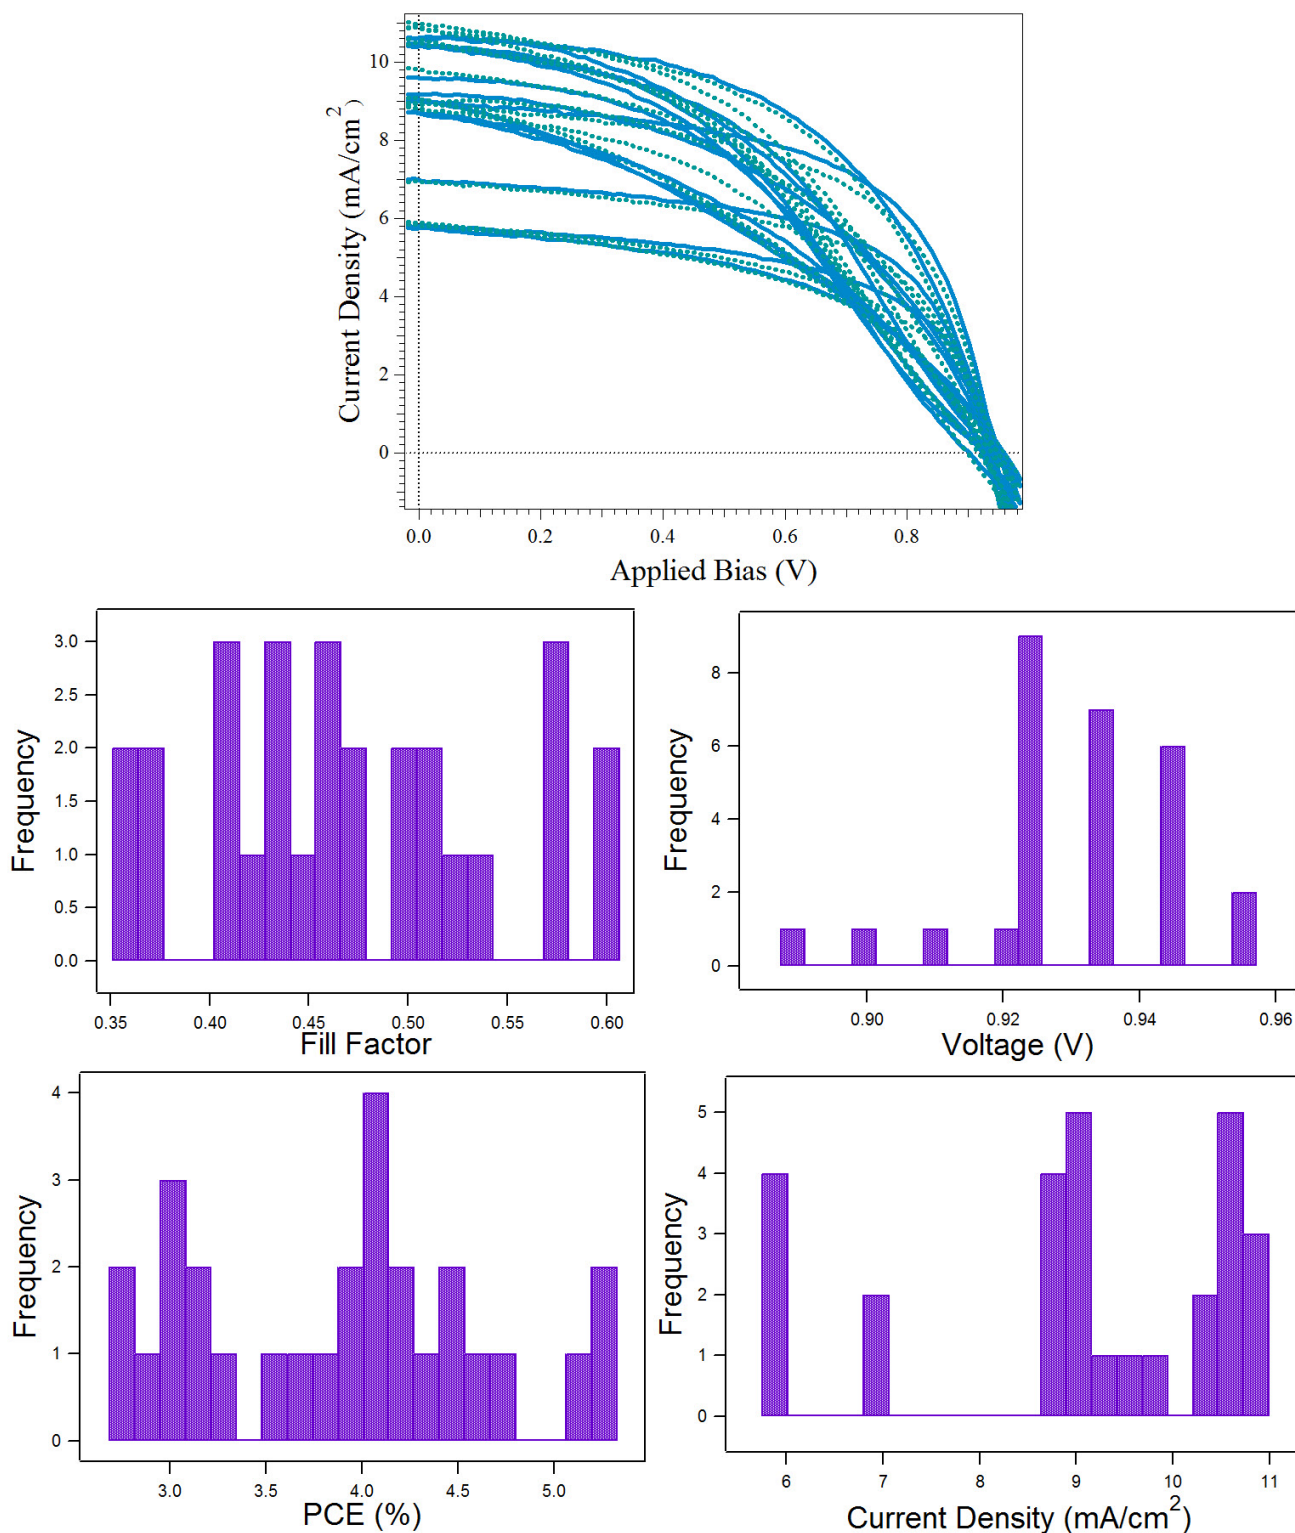 Current Density (mA/cm2)
10
8
6
4
2
0
0.0 0.2 0.4 0.6 0.8
Applied Bias (V)
Frequency
3.0
2.5
2.0
1.5
1.0
0.5
0.0
0.35 0.40 0.45 0.50 0.55 0.60
Fill Factor
Frequency
8
6
4
2
0
0.90 0.92 0.94 0.96
Voltage (V)
Frequency
4
3
2
1
0
3.0 3.5 4.0 4.5 5.0
PCE (%)
Frequency
5
4
3
2
1
0
6 7 8 9 10 11
Current Density (mA/cm2)